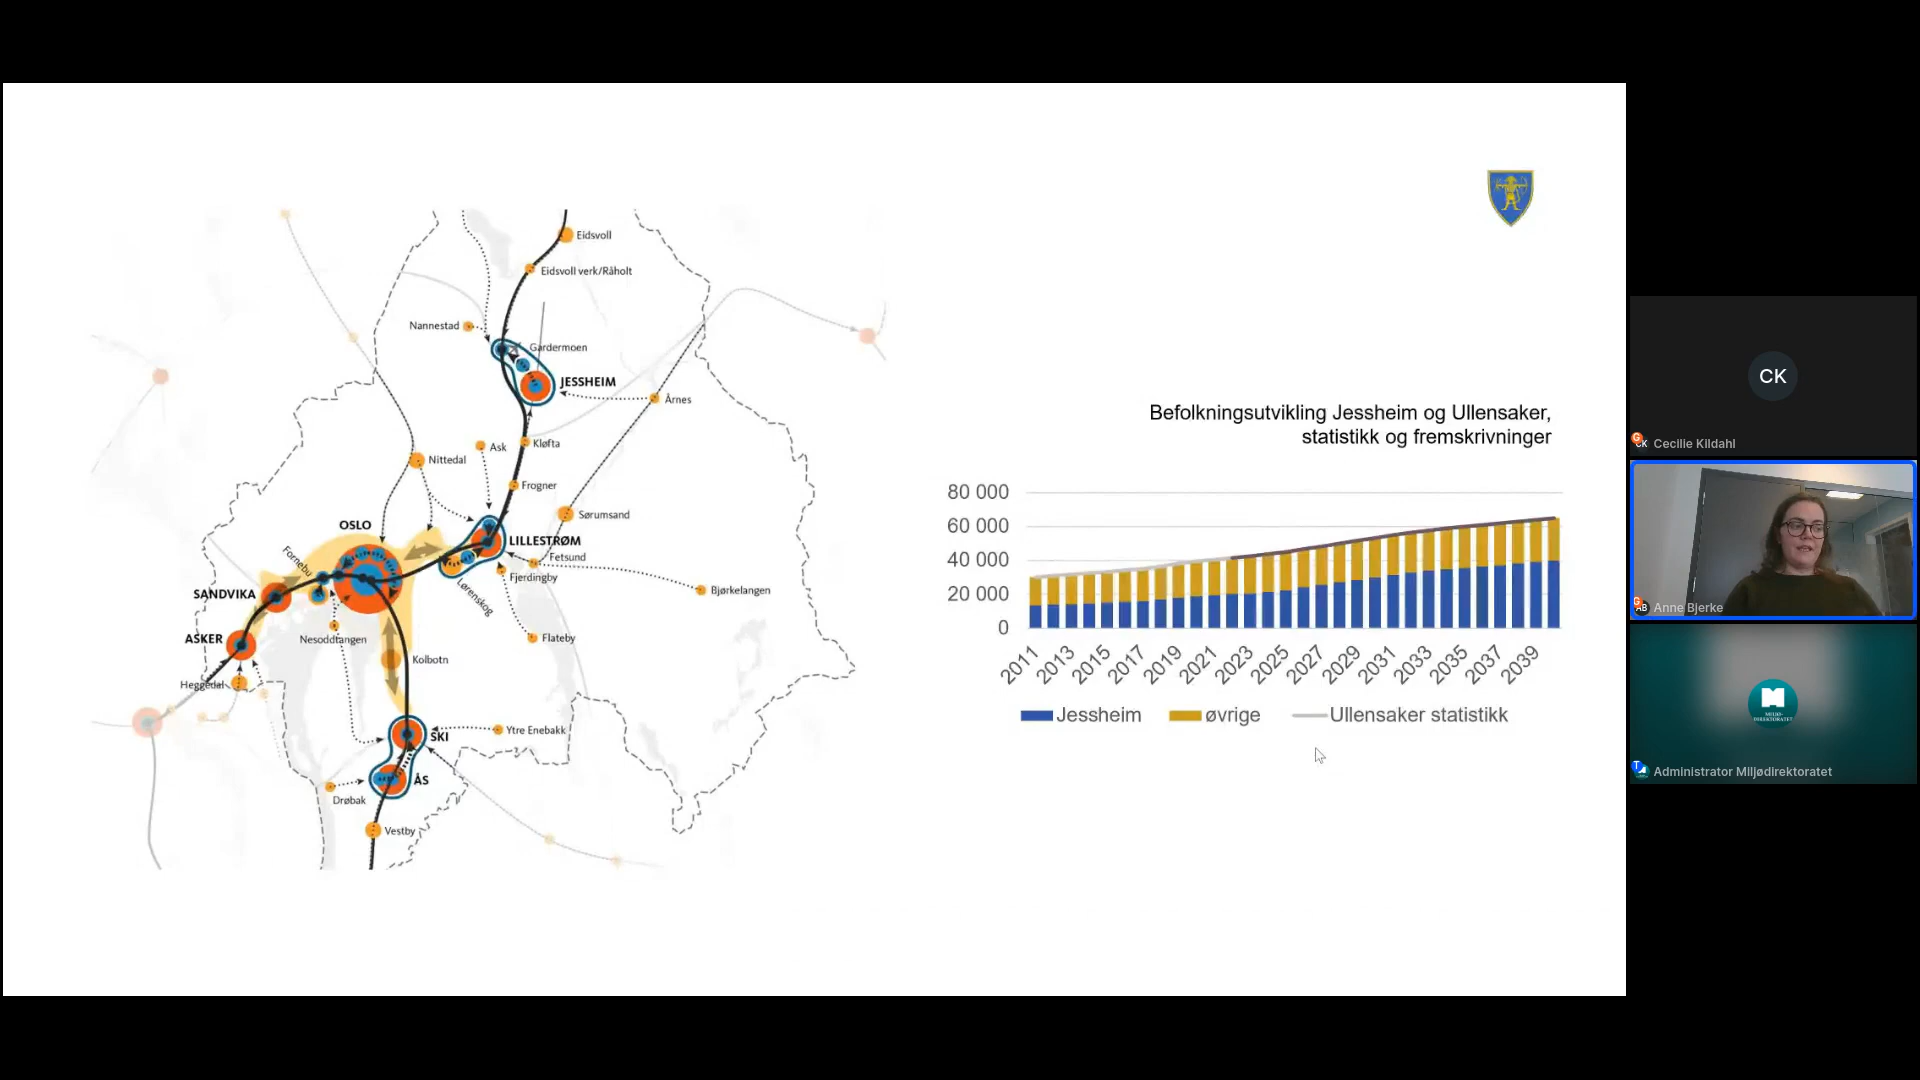 Eidsvoll
Eidsvoll verk/Råholt
Nannestad
Gardermoen
JESSHEIM
Årnes
Ask
Kløfta
Nittedal
Frogner
Sørumsand
OSLO
LILLESTRØM
Fetsund
Fornebu
Fjerdingby
Bjørkelangen
SANDVIKA
Lørenskog
ASKER
Nesoddtangen
Flateby
Kolbotn
Heggedal
Ytre Enebakk
SKI
ÅS
Drøbak
Vestby
Befolkningsutvikling Jessheim og Ullensaker,
statistikk og fremskrivninger
80 000
60 000
40 000
20 000
0
2011
2013
2015
2017
2019
2021
2023
2025
2027
2029
2031
2033
2035
2037
2039
Jessheim
øvrige
Ullensaker statistikk
CK
CK Cecilie Kildahl
AB Anne Bjerke
MILJØ-
DIREKTORATET
Administrator Miljødirektoratet